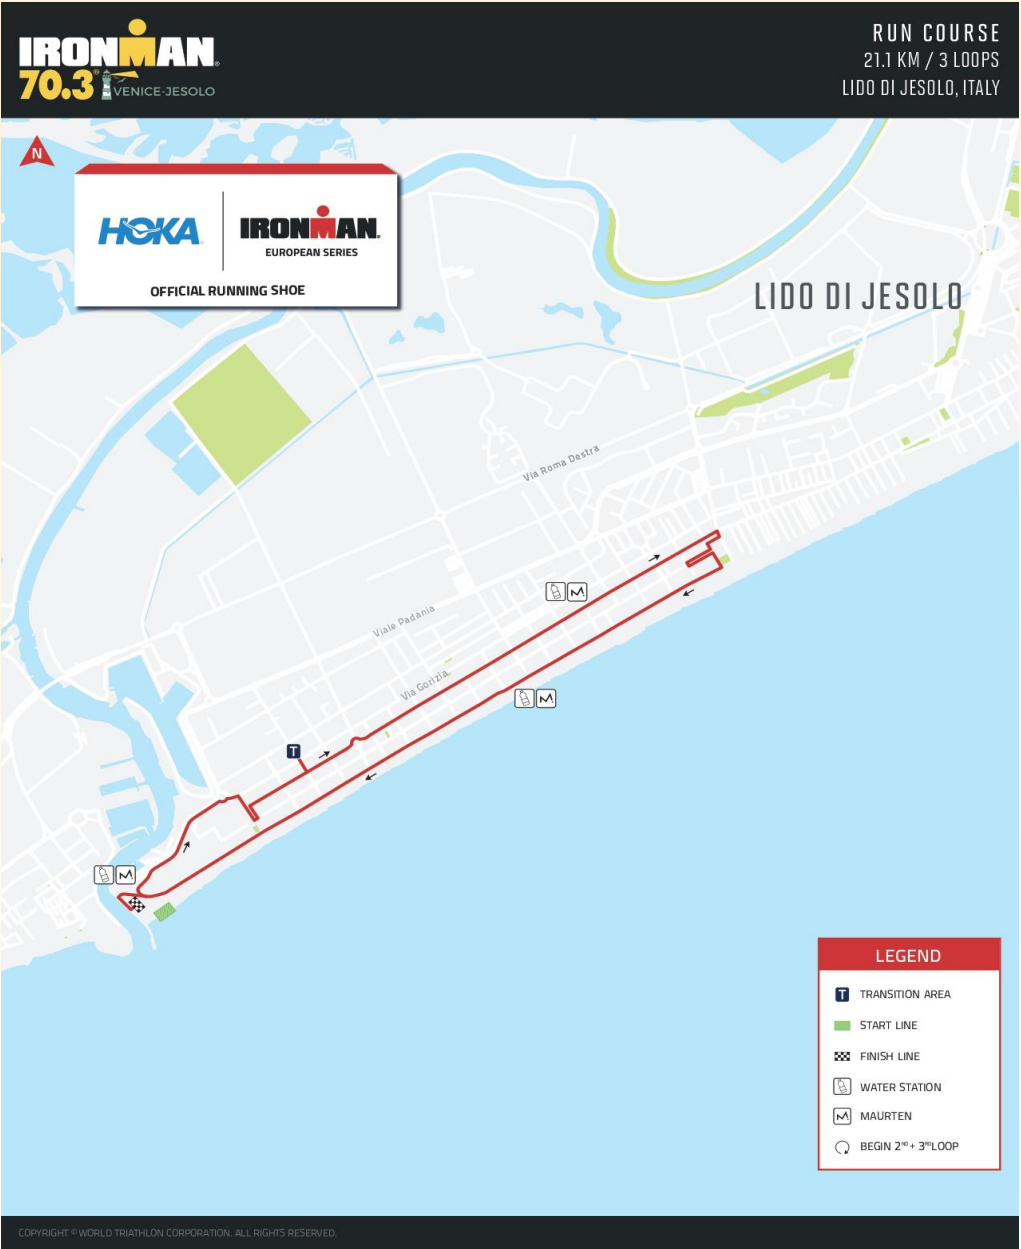 IRONMAN
70.3 VENICE-JESOLO
RUN COURSE
21.1 KM / 3 LOOPS
LIDO DI JESOLO, ITALY
N
HOKA
IRONMAN
EUROPEAN SERIES
OFFICIAL RUNNING SHOE
LIDO DI JESOLO
Via Roma Destra
Viale Padania
Via Gorizia
T
LEGEND
T TRANSITION AREA
START LINE
FINISH LINE
WATER STATION
MAURTEN
BEGIN 2ND + 3RD LOOP
COPYRIGHT © WORLD TRIATHLON CORPORATION. ALL RIGHTS RESERVED.